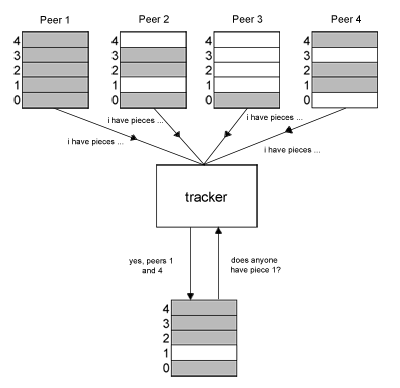 Peer 1 Peer 2 Peer 3 Peer 4
4 4 4 4
3 3 3 3
2 2 2 2
1 1 1 1
0 0 0 0
i have pieces ... i have pieces ...
i have pieces ... i have pieces ...
tracker
yes, peers 1 does anyone
and 4 have piece 1?
4
3
2
1
0